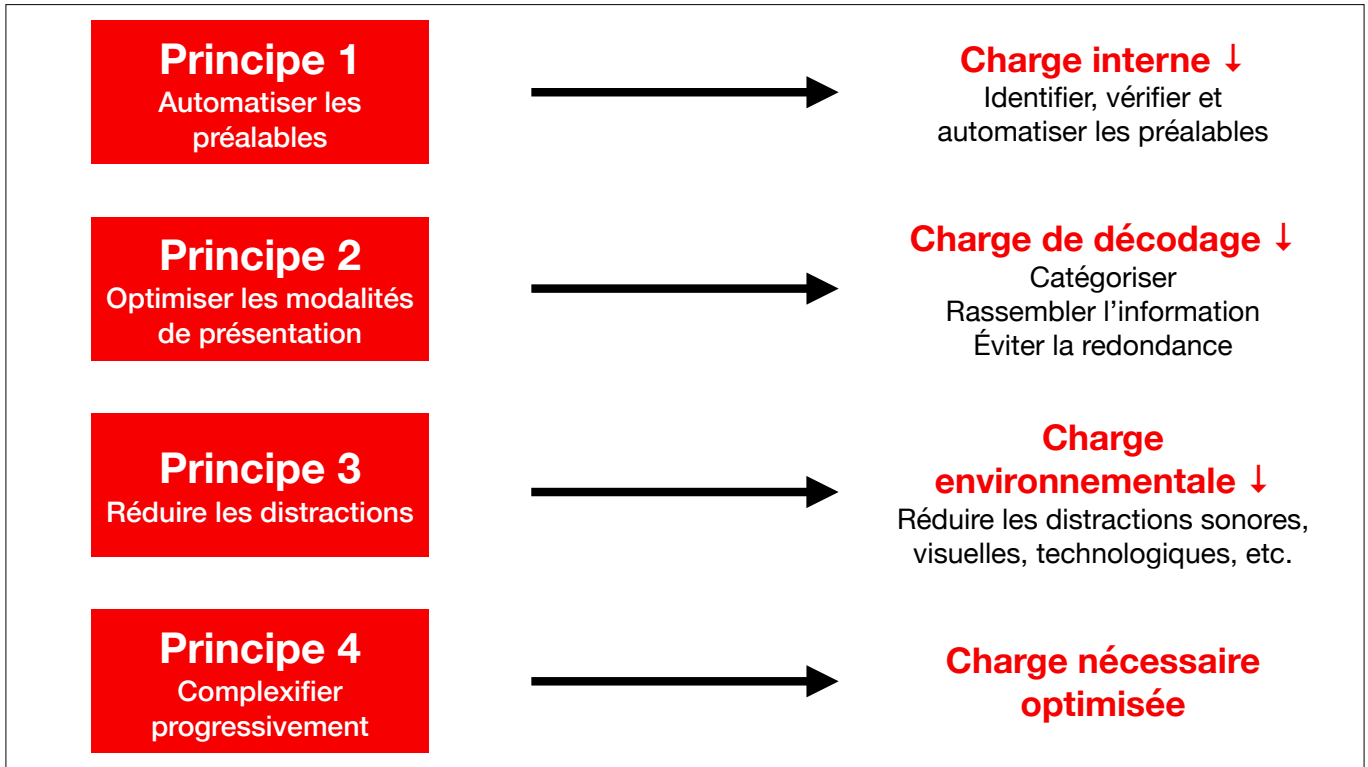 Principe 1
Automatiser les
préalables
Charge interne ↓
Identifier, vérifier et
automatiser les préalables
Principe 2
Optimiser les modalités
de présentation
Charge de décodage ↓
Catégoriser
Rassembler l’information
Éviter la redondance
Principe 3
Réduire les distractions
Charge
environnementale ↓
Réduire les distractions sonores,
visuelles, technologiques, etc.
Principe 4
Complexifier
progressivement
Charge nécessaire
optimisée